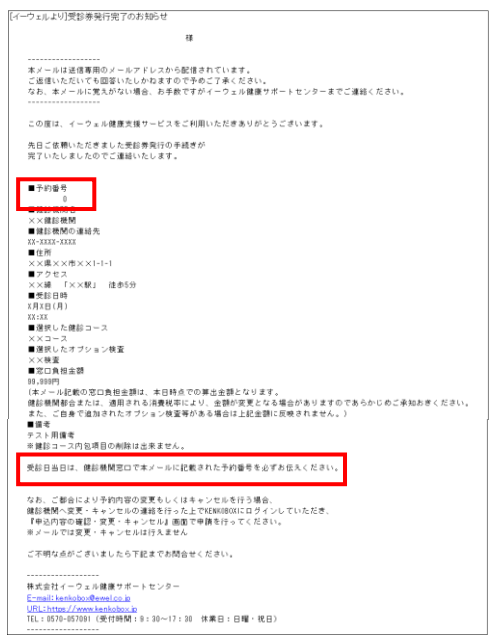 [イーウェルより]受診券発行完了のお知らせ
様
------------------
本メールは送信専用のメールアドレスから配信されています。
ご返信いただいても回答いたしかねますので予めご了承ください。
なお、本メールに覚えがない場合、お手数ですがイーウェル健康サポートセンターまでご連絡ください。
------------------
この度は、イーウェル健康支援サービスをご利用いただきありがとうございます。
先日ご依頼いただきました受診券発行の手続きが
完了いたしましたのでご連絡いたします。
■予約番号
0
■健診機関名
××健診機関
■健診機関の連絡先
XX-XXXX-XXXX
■住所
××県××市××1-1-1
■アクセス
××線 「××駅」 徒歩5分
■受診日時
X月X日(月)
XX:XX
■選択した健診コース
××コース
■選択したオプション検査
××検査
■窓口負担金額
99,999円
(本メール記載の窓口負担金額は、本日時点での算出金額となります。
健診機関都合または、適用される消費税率により、金額が変更となる場合がありますのであらかじめご承知おきください。
また、ご自身で追加されたオプション検査等がある場合は上記金額に反映されません。)
■備考
テスト用備考
※健診コース内包項目の削除は出来ません。
受診日当日は、健診機関窓口で本メールに記載された予約番号を必ずお伝えください。
なお、ご都合により予約内容の変更もしくはキャンセルを行う場合、
健診機関へ変更・キャンセルの連絡を行った上でKENKOBOXにログインしていただき、
『申込内容の確認・変更・キャンセル』画面で申請を行ってください。
※メールでは変更・キャンセルは行えません
ご不明な点がございましたら下記までお問合せください。
------------------
株式会社イーウェル健康サポートセンター
E-mail:kenkobox@ewel.co.jp
URL:https://www.kenkobox.jp
TEL:0570-057091 (受付時間:9:30～17:30 休業日:日曜・祝日)
------------------